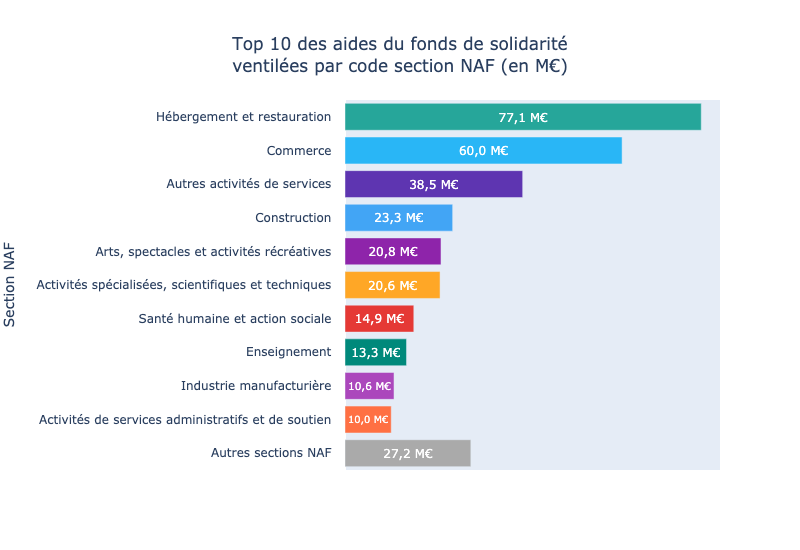 Top 10 des aides du fonds de solidarité
ventilées par code section NAF (en M€)
Section NAF
Hébergement et restauration 77,1 M€
Commerce 60,0 M€
Autres activités de services 38,5 M€
Construction 23,3 M€
Arts, spectacles et activités récréatives 20,8 M€
Activités spécialisées, scientifiques et techniques 20,6 M€
Santé humaine et action sociale 14,9 M€
Enseignement 13,3 M€
Industrie manufacturière 10,6 M€
Activités de services administratifs et de soutien 10,0 M€
Autres sections NAF 27,2 M€